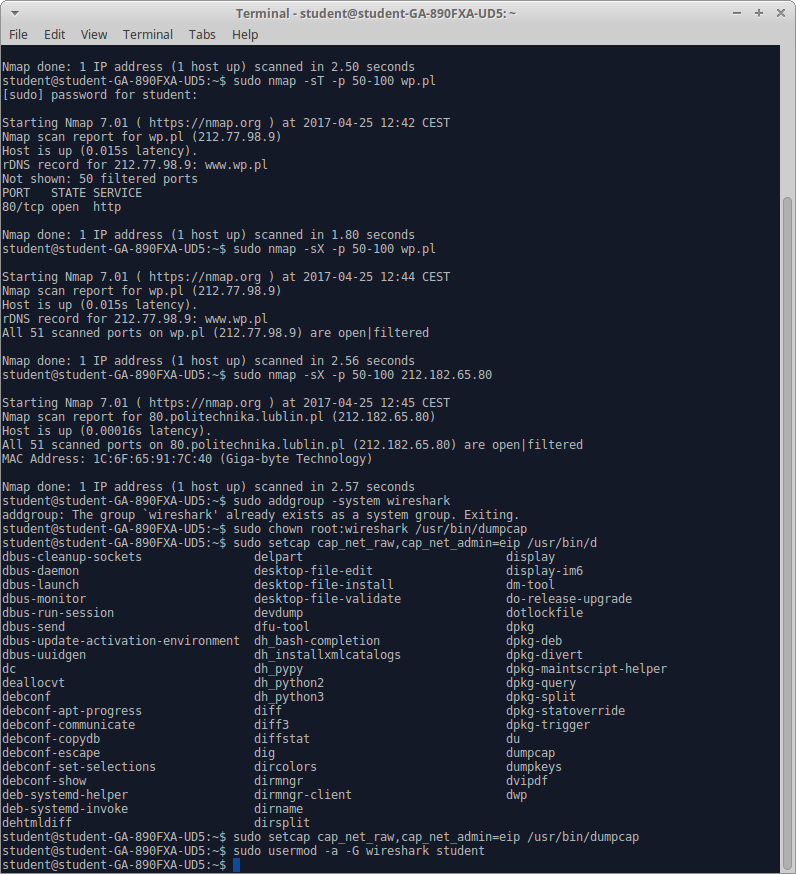 Terminal - student@student-GA-890FXA-UD5: ~
File Edit View Terminal Tabs Help
Nmap done: 1 IP address (1 host up) scanned in 2.50 seconds
student@student-GA-890FXA-UD5:~$ sudo nmap -sT -p 50-100 wp.pl
[sudo] password for student:
Starting Nmap 7.01 ( https://nmap.org ) at 2017-04-25 12:42 CEST
Nmap scan report for wp.pl (212.77.98.9)
Host is up (0.015s latency).
rDNS record for 212.77.98.9: www.wp.pl
Not shown: 50 filtered ports
PORT   STATE SERVICE
80/tcp open  http
Nmap done: 1 IP address (1 host up) scanned in 1.80 seconds
student@student-GA-890FXA-UD5:~$ sudo nmap -sX -p 50-100 wp.pl
Starting Nmap 7.01 ( https://nmap.org ) at 2017-04-25 12:44 CEST
Nmap scan report for wp.pl (212.77.98.9)
Host is up (0.015s latency).
rDNS record for 212.77.98.9: www.wp.pl
All 51 scanned ports on wp.pl (212.77.98.9) are open|filtered
Nmap done: 1 IP address (1 host up) scanned in 2.56 seconds
student@student-GA-890FXA-UD5:~$ sudo nmap -sX -p 50-100 212.182.65.80
Starting Nmap 7.01 ( https://nmap.org ) at 2017-04-25 12:45 CEST
Nmap scan report for 80.politechnika.lublin.pl (212.182.65.80)
Host is up (0.00016s latency).
All 51 scanned ports on 80.politechnika.lublin.pl (212.182.65.80) are open|filtered
MAC Address: 1C:6F:65:91:7C:40 (Giga-byte Technology)
Nmap done: 1 IP address (1 host up) scanned in 2.57 seconds
student@student-GA-890FXA-UD5:~$ sudo addgroup -system wireshark
addgroup: The group `wireshark' already exists as a system group. Exiting.
student@student-GA-890FXA-UD5:~$ sudo chown root:wireshark /usr/bin/dumpcap
student@student-GA-890FXA-UD5:~$ sudo setcap cap_net_raw,cap_net_admin=eip /usr/bin/d
dbus-cleanup-sockets delpart display
dbus-daemon desktop-file-edit display-im6
dbus-launch desktop-file-install dm-tool
dbus-monitor desktop-file-validate do-release-upgrade
dbus-run-session devdump dotlockfile
dbus-send dfu-tool dpkg
dbus-update-activation-environment dh_bash-completion dpkg-deb
dbus-uuidgen dh_installxmlcatalogs dpkg-divert
dc dh_pypy dpkg-maintscript-helper
deallocvt dh_python2 dpkg-query
debconf dh_python3 dpkg-split
debconf-apt-progress diff dpkg-statoverride
debconf-communicate diff3 dpkg-trigger
debconf-copydb diffstat du
debconf-escape dig dumpcap
debconf-set-selections dircolors dumpkeys
debconf-show dirmngr dvipdf
deb-systemd-helper dirmngr-client dwp
deb-systemd-invoke dirname
dehtmldiff dirsplit
student@student-GA-890FXA-UD5:~$ sudo setcap cap_net_raw,cap_net_admin=eip /usr/bin/dumpcap
student@student-GA-890FXA-UD5:~$ sudo usermod -a -G wireshark student
student@student-GA-890FXA-UD5:~$